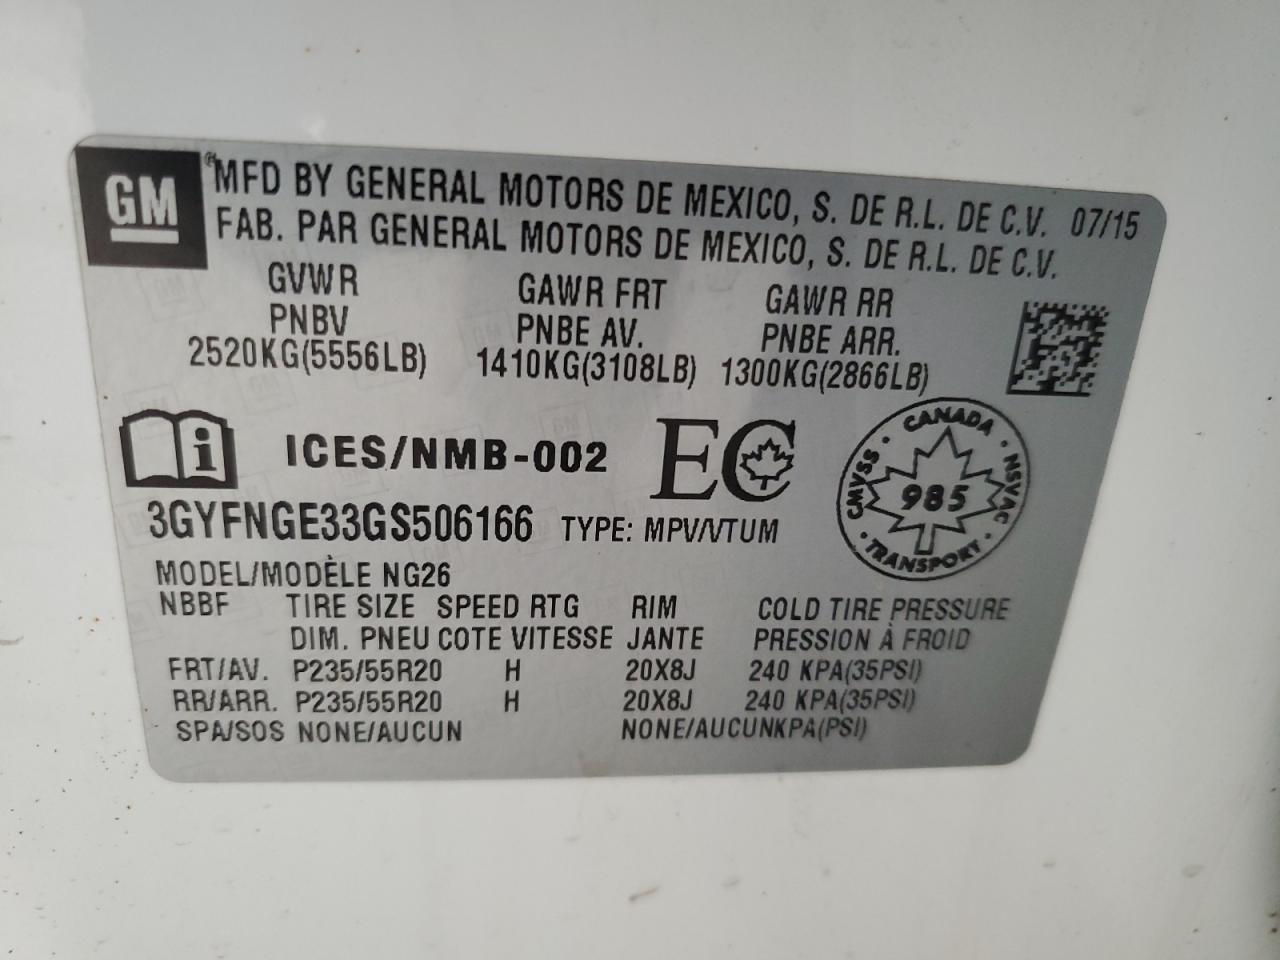 GM
®MFD BY GENERAL MOTORS DE MEXICO, S. DE R.L. DE C.V. 07/15
FAB. PAR GENERAL MOTORS DE MEXICO, S. DE R.L. DE C.V.
GVWR GAWR FRT GAWR RR
PNBV PNBE AV. PNBE ARR.
2520KG(5556LB) 1410KG(3108LB) 1300KG(2866LB)
i ICES/NMB-002 EC
CANADA
CMVSS 985 NSVAC
TRANSPORT
3GYFNGE33GS506166 TYPE: MPV/VTUM
MODEL/MODÈLE NG26
NBBF TIRE SIZE SPEED RTG RIM COLD TIRE PRESSURE
DIM. PNEU COTE VITESSE JANTE PRESSION À FROID
FRT/AV. P235/55R20 H 20X8J 240 KPA(35PSI)
RR/ARR. P235/55R20 H 20X8J 240 KPA(35PSI)
SPA/SOS NONE/AUCUN NONE/AUCUNKPA(PSI)